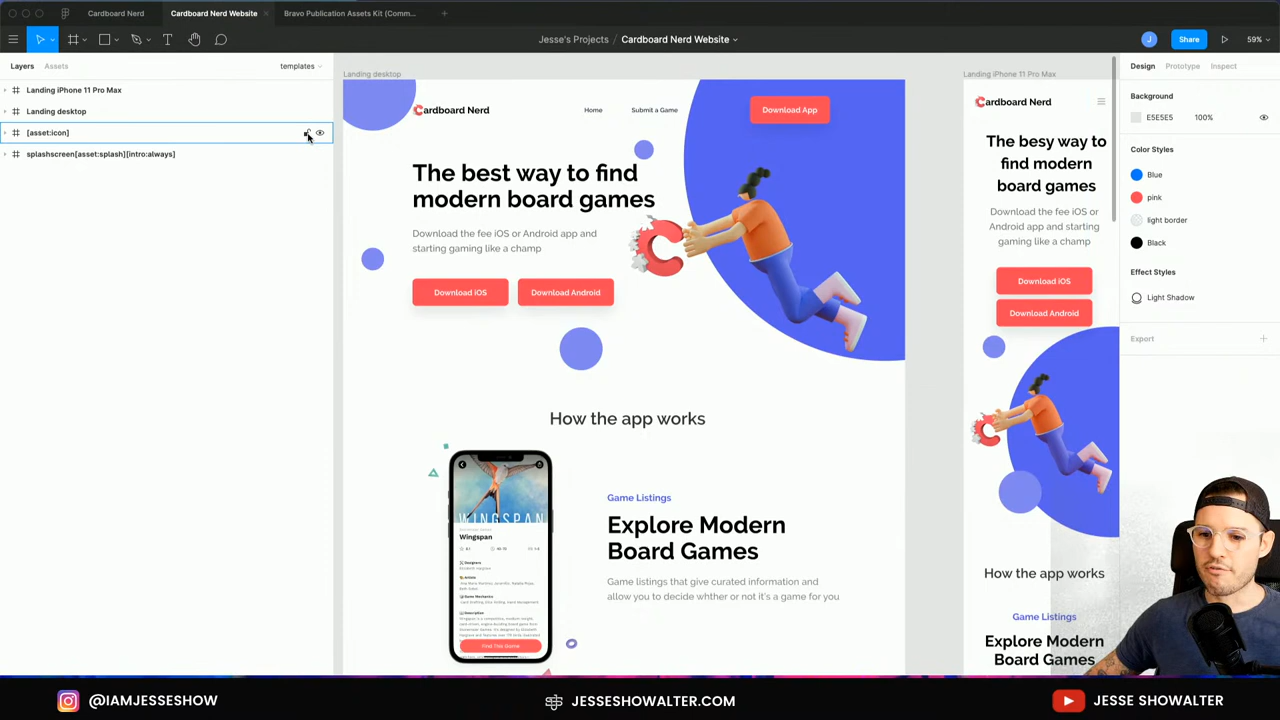 Cardboard Nerd
Cardboard Nerd Website
Bravo Publication Assets Kit (Comm...
Jesse's Projects / Cardboard Nerd Website
J
Share
59%
Layers
Assets
templates
Landing iPhone 11 Pro Max
Landing desktop
[asset:icon]
splashscreen[asset:splash][intro:always]
Landing desktop
Cardboard Nerd
Home
Submit a Game
Download App
The best way to find
modern board games
Download the fee iOS or Android app and
starting gaming like a champ
Download iOS
Download Android
How the app works
WINGSPAN
Wingspan
Find This Game
Game Listings
Explore Modern
Board Games
Game listings that give curated information and
allow you to decide whther or not it's a game for you
Landing iPhone 11 Pro Max
Cardboard Nerd
The besy way to
find modern
board games
Download the fee iOS or
Android app and starting
gaming like a champ
Download iOS
Download Android
How the app works
Game Listings
Explore Modern
Board Games
Design
Prototype
Inspect
Background
E5E5E5
100%
Color Styles
Blue
pink
light border
Black
Effect Styles
Light Shadow
Export
@IAMJESSESHOW
JESSESHOWALTER.COM
JESSE SHOWALTER